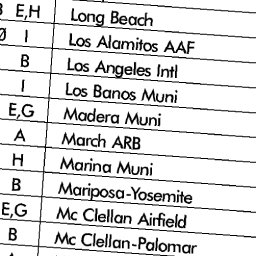 E,H Long Beach
I Los Alamitos AAF
B Los Angeles Intl
I Los Banos Muni
E,G Madera Muni
A March ARB
H Marina Muni
B Mariposa-Yosemite
E,G Mc Clellan Airfield
B Mc Clellan-Palomar